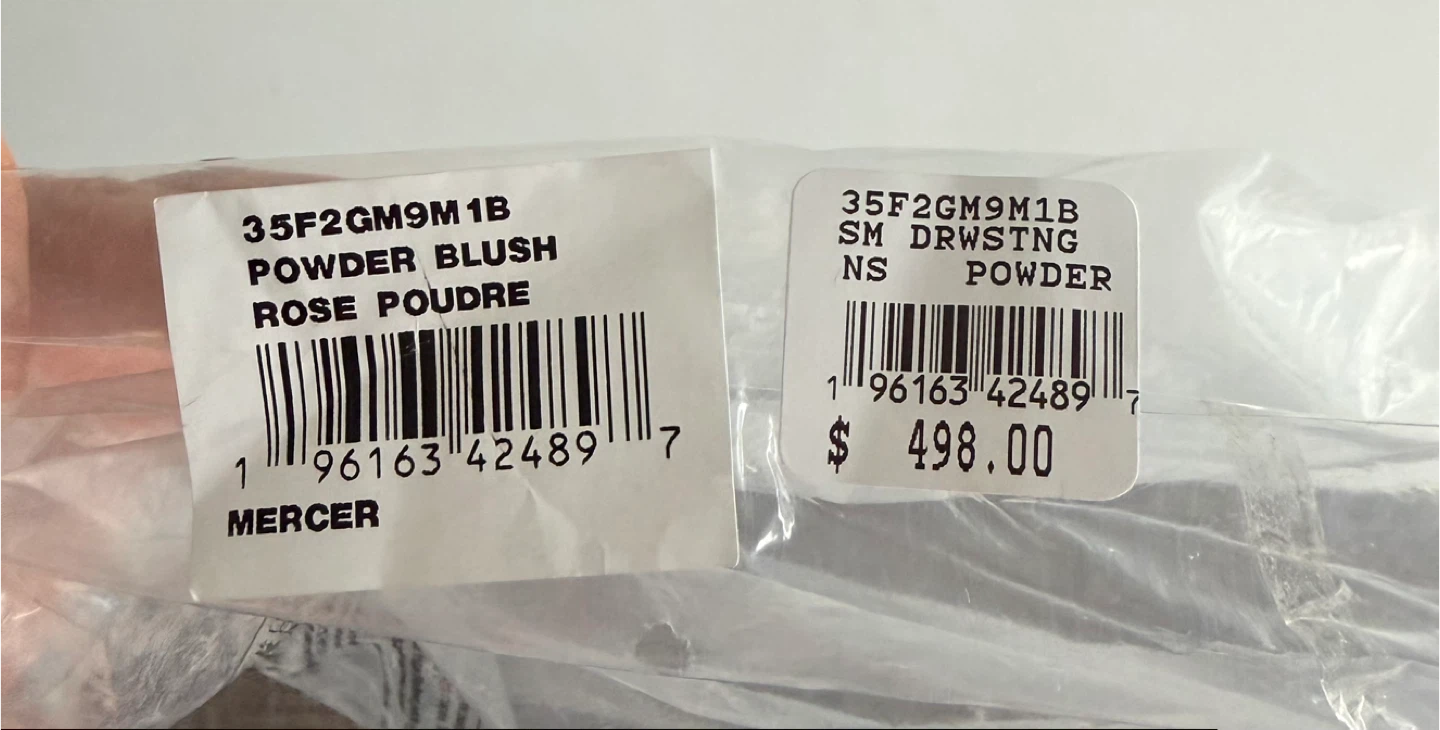 35F2GM9M1B
POWDER BLUSH
ROSE POUDRE
1 96163 42489 7
MERCER
35F2GM9M1B
SM DRWSTNG
NS POWDER
1 96163 42489 7
$ 498.00